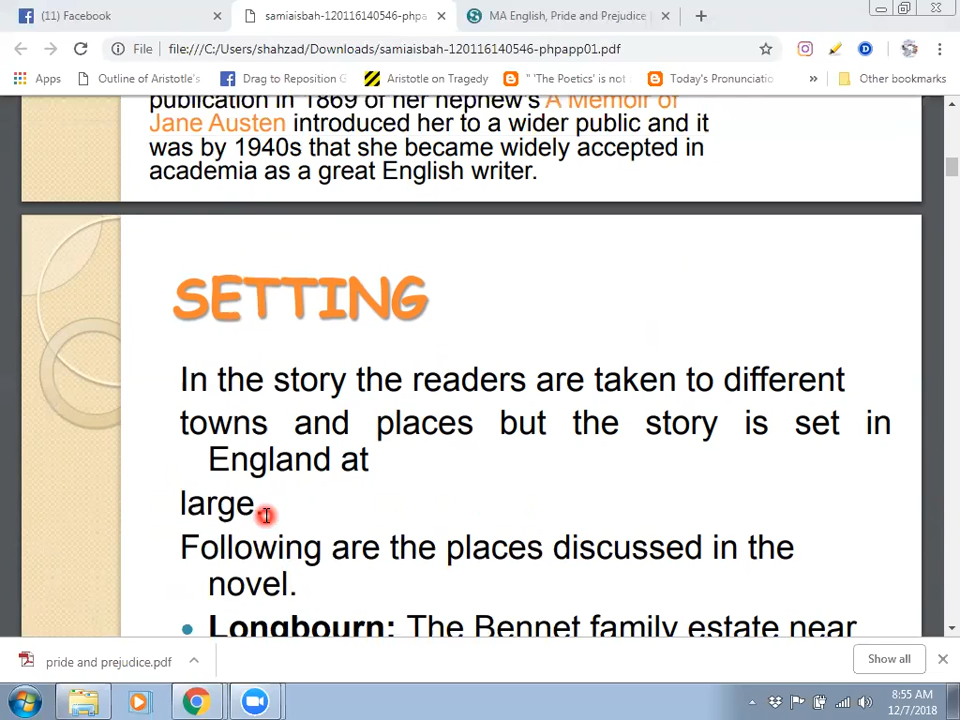 (11) Facebook
samiaisbah-120116140546-phpa
MA English, Pride and Prejudice
File
file:///C:/Users/shahzad/Downloads/samiaisbah-120116140546-phpapp01.pdf
Apps
Outline of Aristotle's
Drag to Reposition
Aristotle on Tragedy
" 'The Poetics' is not
Today's Pronunciatio
»
Other bookmarks
publication in 1869 of her nephew's A Memoir of
Jane Austen introduced her to a wider public and it
was by 1940s that she became widely accepted in
academia as a great English writer.
SETTING
In the story the readers are taken to different
towns and places but the story is set in
England at
large.
Following are the places discussed in the
novel.
• Longbourn: The Bennet family estate near
pride and prejudice.pdf
Show all
8:55 AM
12/7/2018